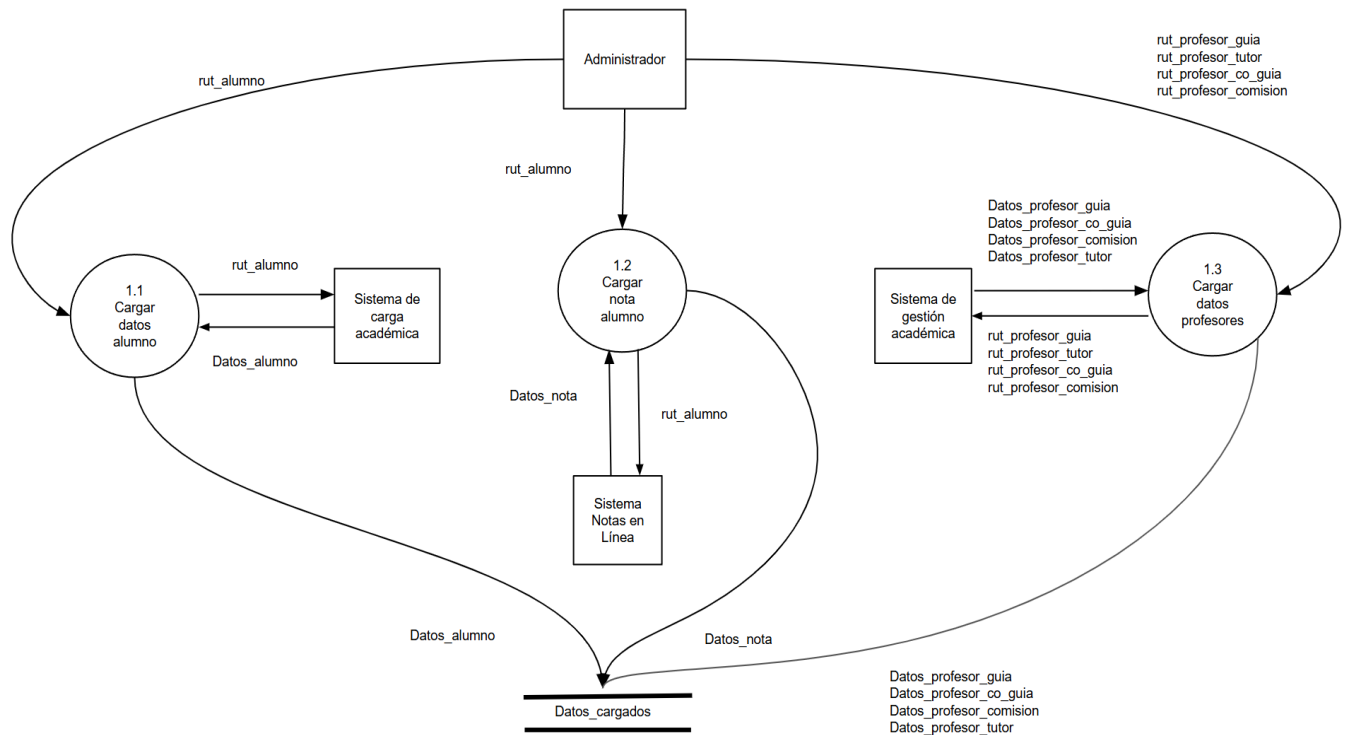 Administrador
rut_profesor_guia
rut_profesor_tutor
rut_profesor_co_guia
rut_profesor_comision
rut_alumno
rut_alumno
Datos_profesor_guia
Datos_profesor_co_guia
Datos_profesor_comision
Datos_profesor_tutor
1.1
Cargar
datos
alumno
rut_alumno
Datos_alumno
Sistema de
carga
académica
1.2
Cargar
nota
alumno
Sistema de
gestión
académica
1.3
Cargar
datos
profesores
rut_profesor_guia
rut_profesor_tutor
rut_profesor_co_guia
rut_profesor_comision
Datos_nota
rut_alumno
Sistema
Notas en
Línea
Datos_alumno
Datos_nota
Datos_profesor_guia
Datos_profesor_co_guia
Datos_profesor_comision
Datos_profesor_tutor
Datos_cargados